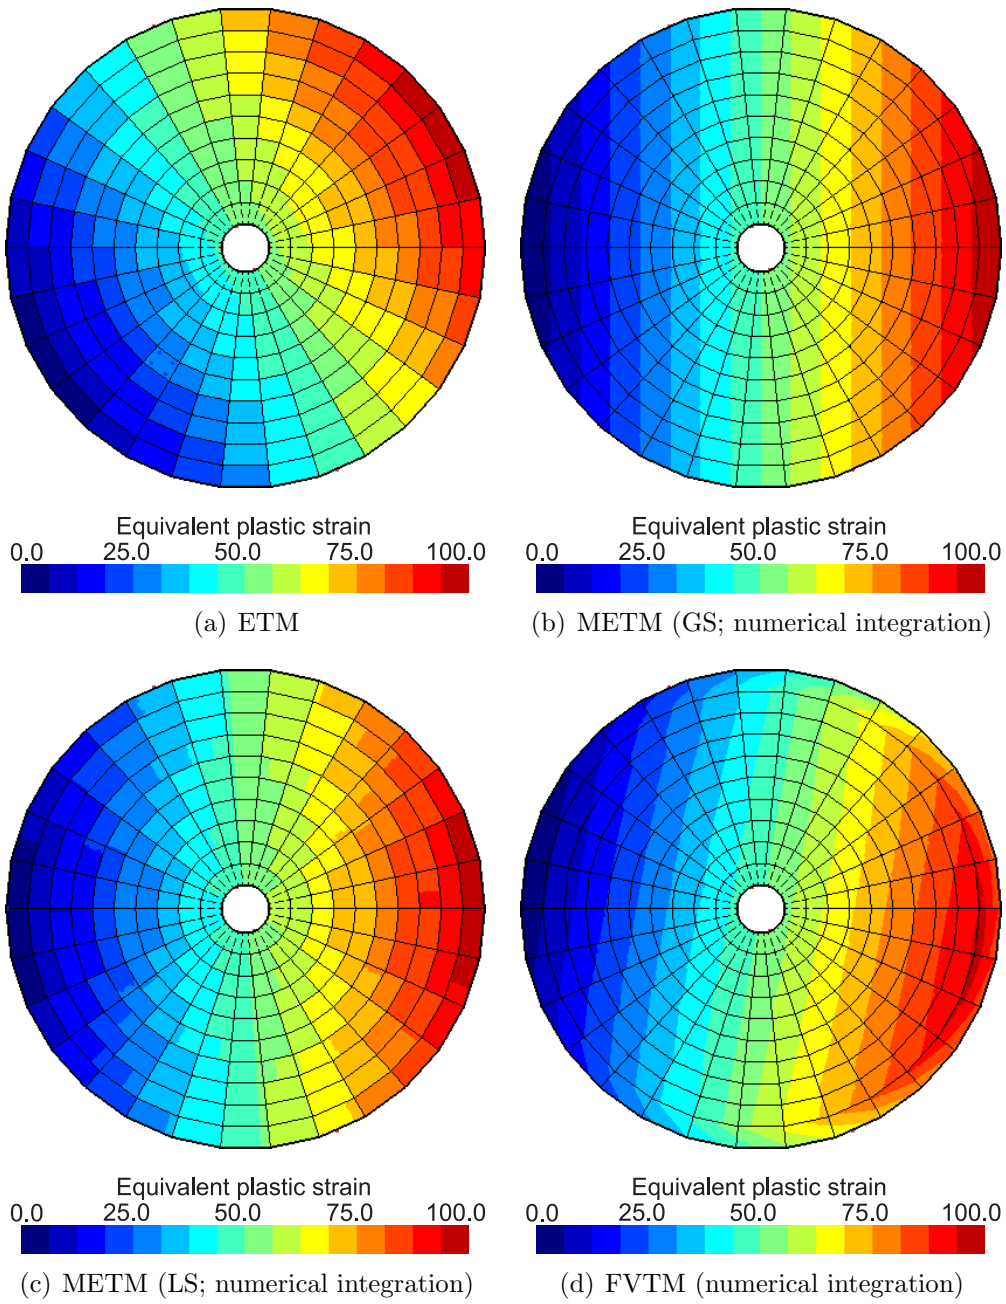 Equivalent plastic strain Equivalent plastic strain
0.0 25.0 50.0 75.0 100.0 0.0 25.0 50.0 75.0 100.0
(a) ETM (b) METM (GS; numerical integration)
Equivalent plastic strain Equivalent plastic strain
0.0 25.0 50.0 75.0 100.0 0.0 25.0 50.0 75.0 100.0
(c) METM (LS; numerical integration) (d) FVTM (numerical integration)